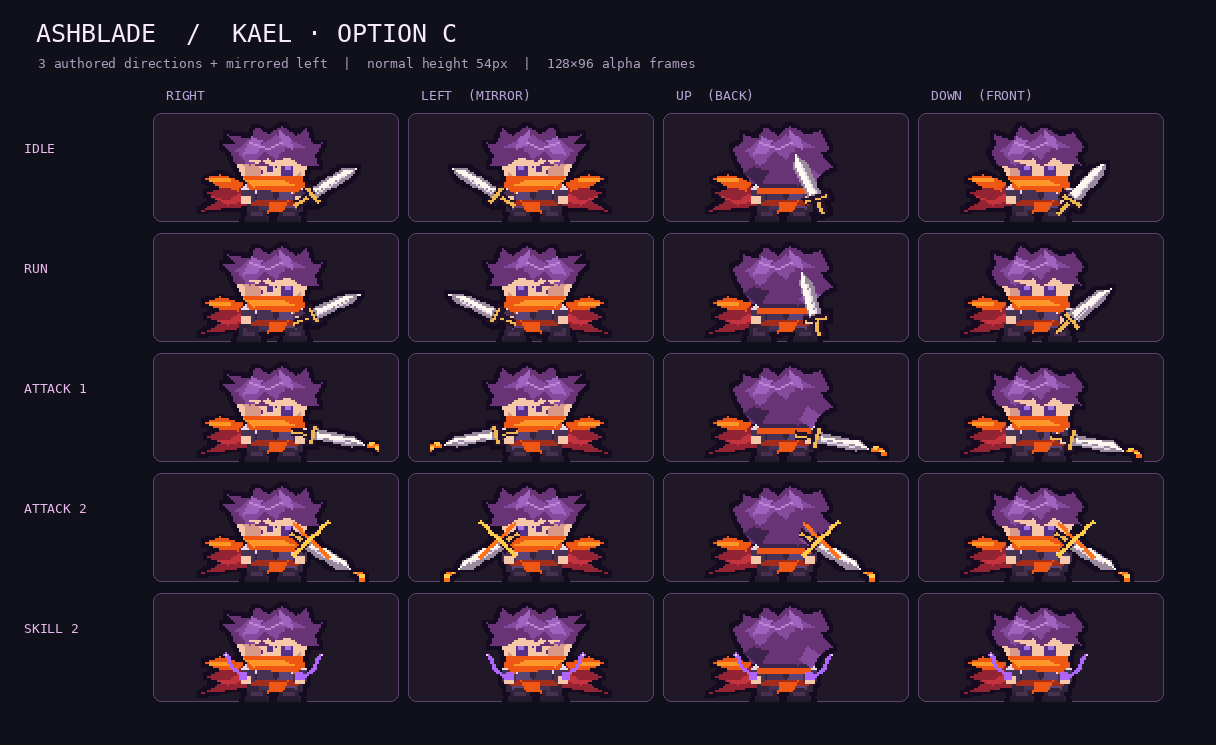 ASHBLADE  /  KAEL · OPTION C
3 authored directions + mirrored left  |  normal height 54px  |  128×96 alpha frames
RIGHT  LEFT  (MIRROR)  UP  (BACK)  DOWN  (FRONT)
IDLE
RUN
ATTACK 1
ATTACK 2
SKILL 2